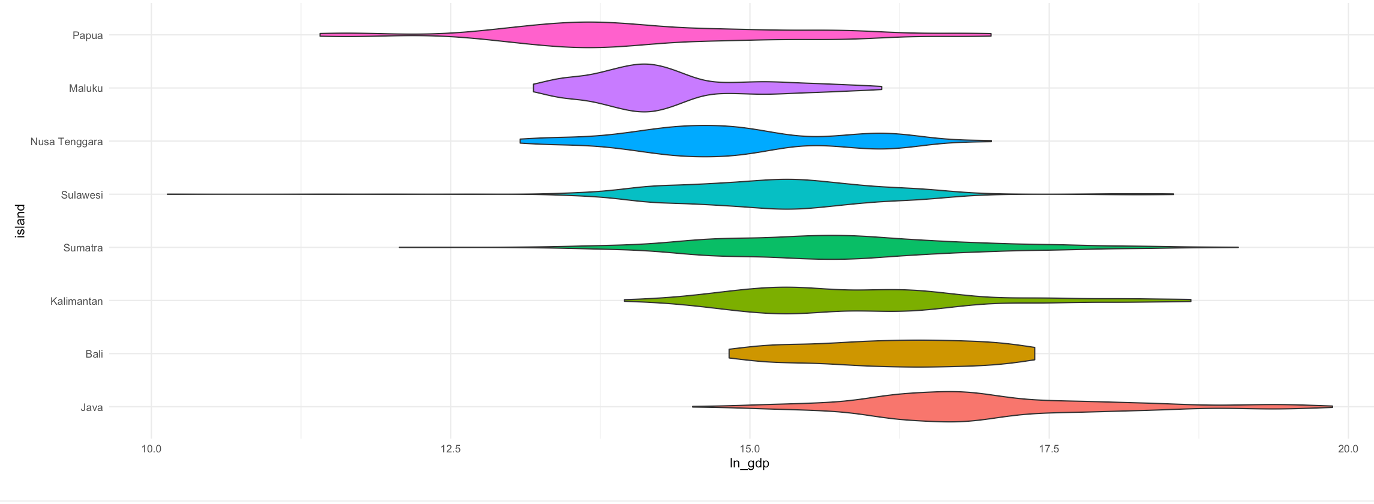 Papua
Maluku
Nusa Tenggara
Sulawesi
Sumatra
Kalimantan
Bali
Java
island
10.0 12.5 15.0 17.5 20.0
ln_gdp